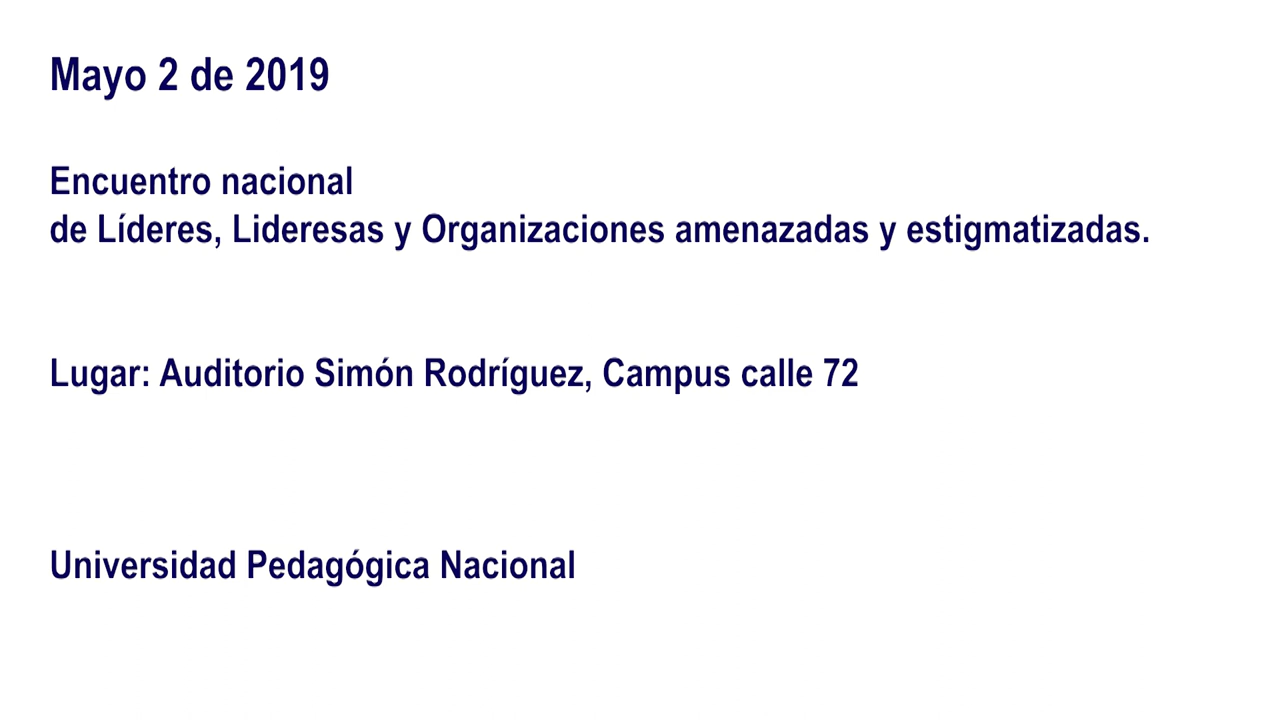 Mayo 2 de 2019
Encuentro nacional
de Líderes, Lideresas y Organizaciones amenazadas y estigmatizadas.
Lugar: Auditorio Simón Rodríguez, Campus calle 72
Universidad Pedagógica Nacional